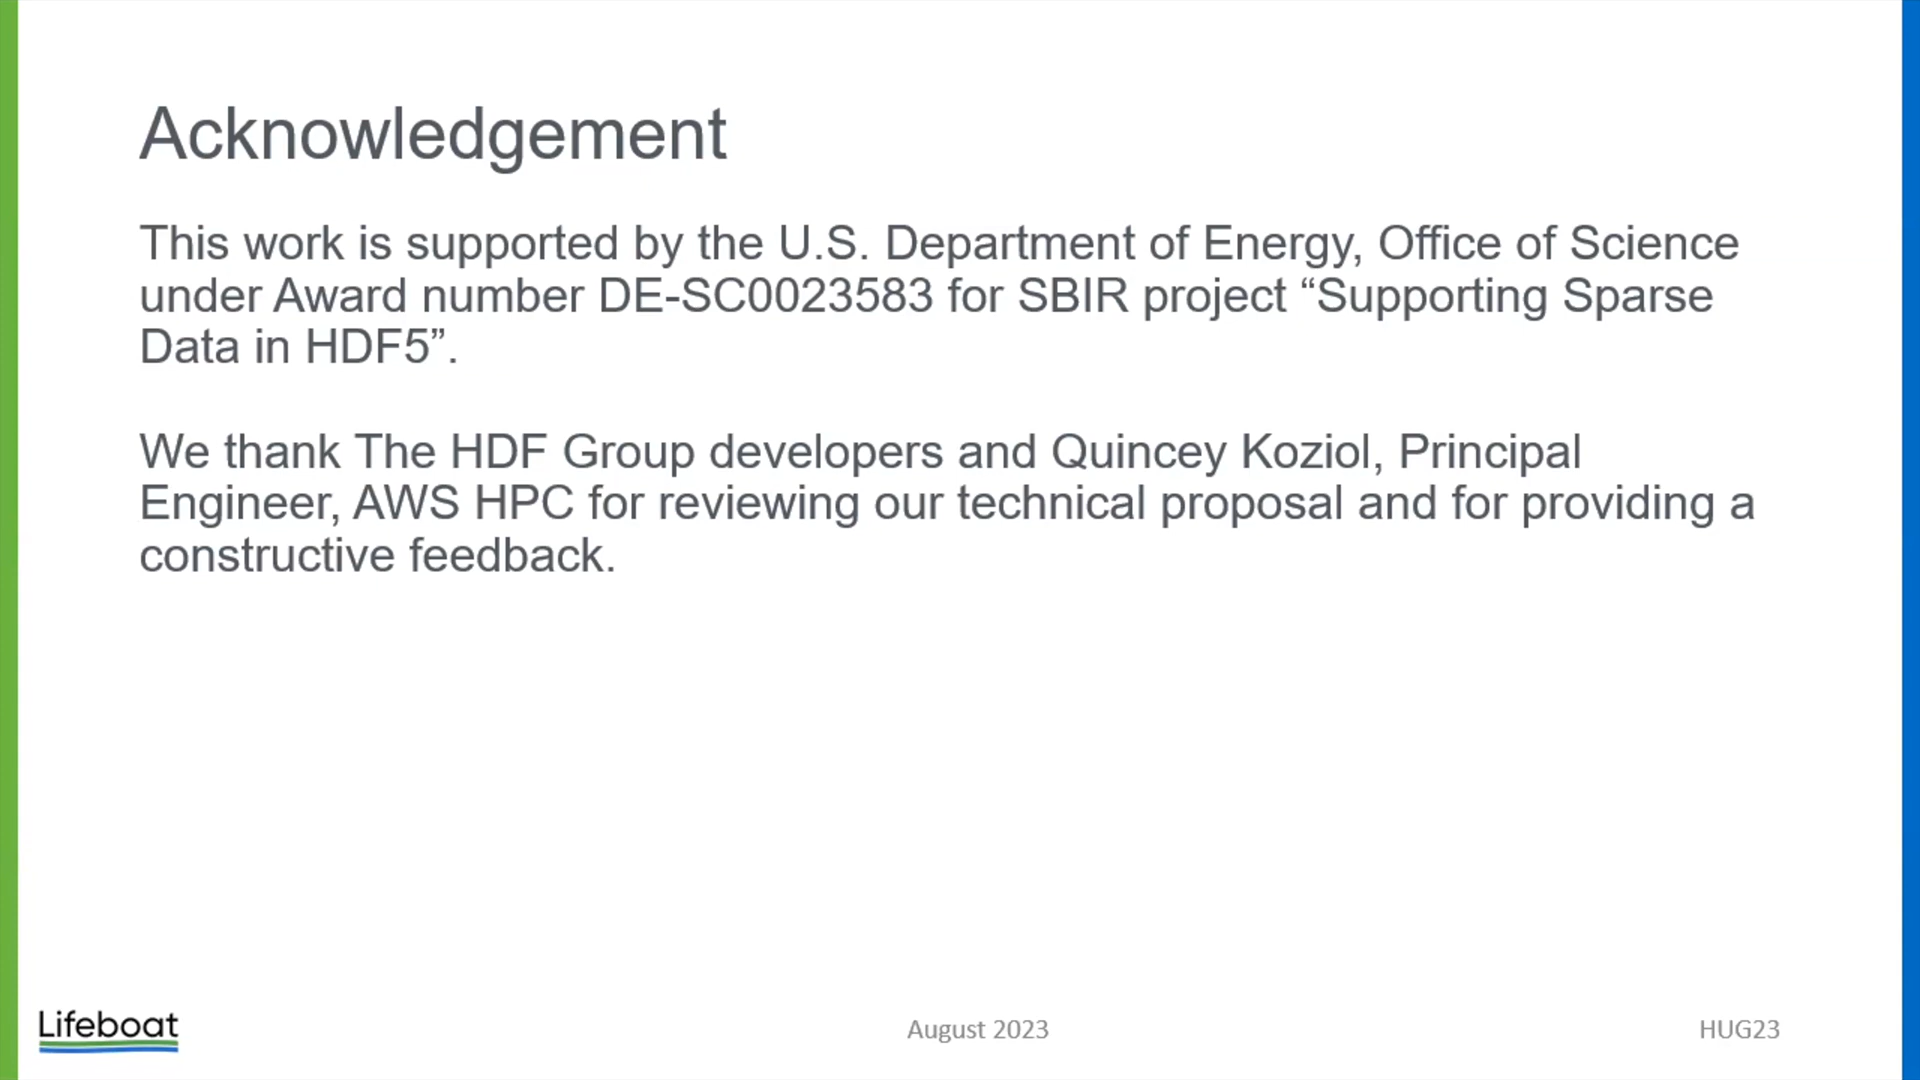 Acknowledgement
This work is supported by the U.S. Department of Energy, Office of Science
under Award number DE-SC0023583 for SBIR project “Supporting Sparse
Data in HDF5”.
We thank The HDF Group developers and Quincey Koziol, Principal
Engineer, AWS HPC for reviewing our technical proposal and for providing a
constructive feedback.
Lifeboat
August 2023
HUG23